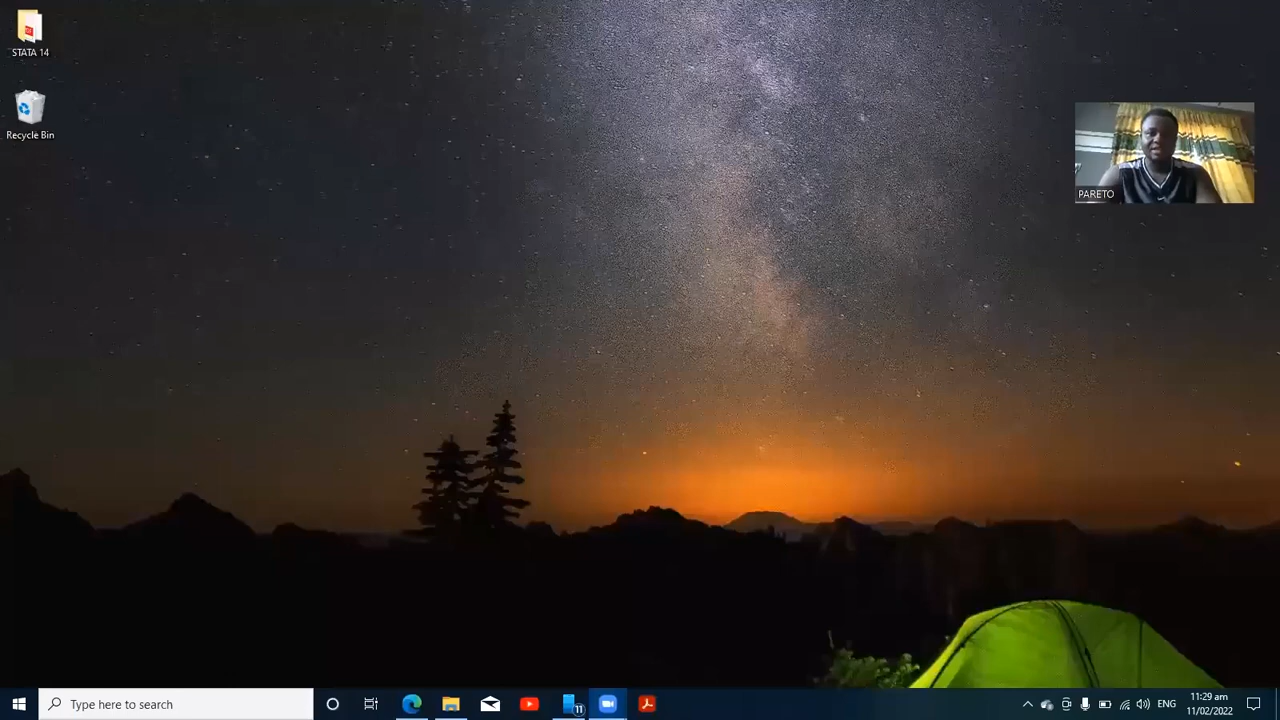 STATA 14
Recycle Bin
PARETO
Type here to search
11
ENG
11:29 am
11/02/2022